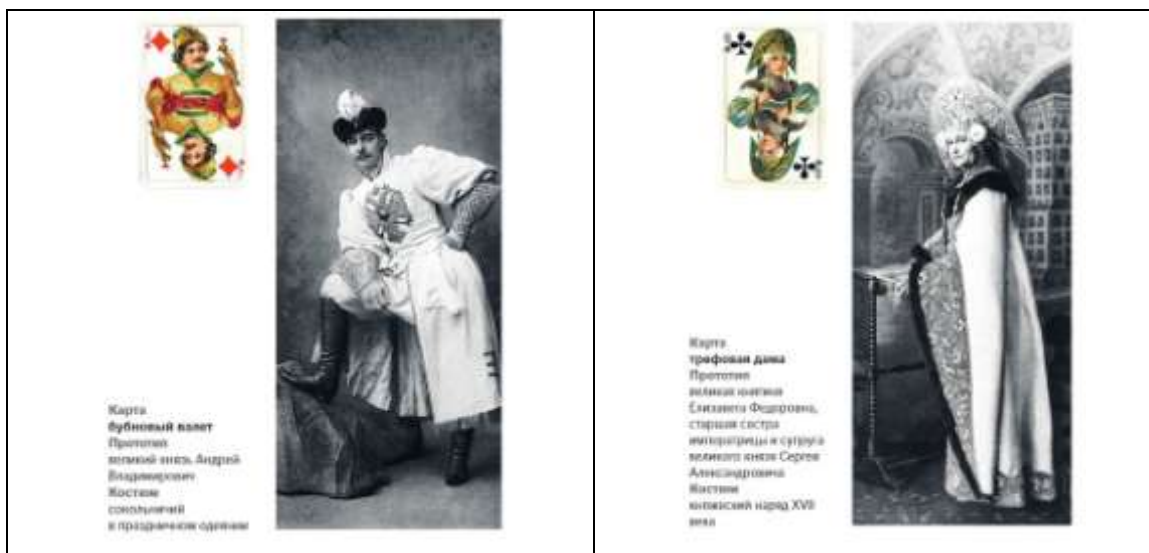 Карта
бубновый валет
Прототип
великий князь Андрей
Владимирович
Костюм
сокольничий
в праздничном одеянии
Карта
трефовая дама
Прототип
великая княгиня
Елизавета Федоровна,
старшая сестра
императрицы и супруга
великого князя Сергея
Александровича
Костюм
княжеский наряд XVII
века